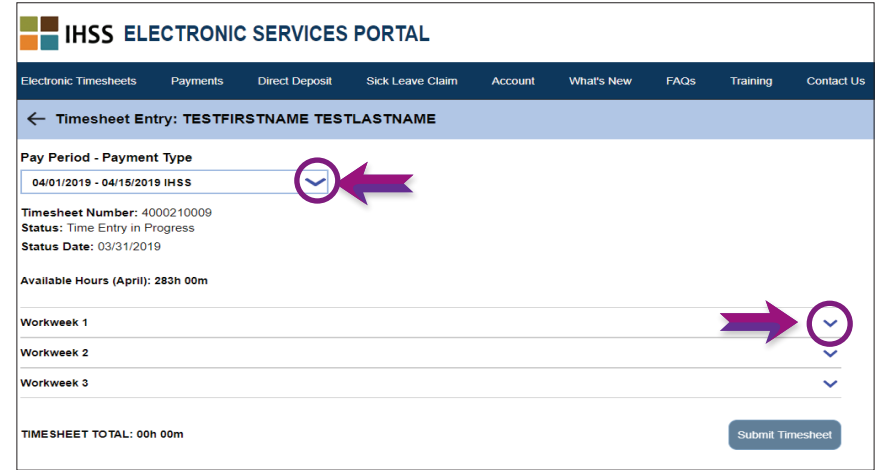 IHSS ELECTRONIC SERVICES PORTAL
Electronic Timesheets Payments Direct Deposit Sick Leave Claim Account What's New FAQs Training Contact Us
← Timesheet Entry: TESTFIRSTNAME TESTLASTNAME
Pay Period - Payment Type
04/01/2019 - 04/15/2019 IHSS
Timesheet Number: 4000210009
Status: Time Entry in Progress
Status Date: 03/31/2019
Available Hours (April): 283h 00m
Workweek 1
Workweek 2
Workweek 3
TIMESHEET TOTAL: 00h 00m
Submit Timesheet